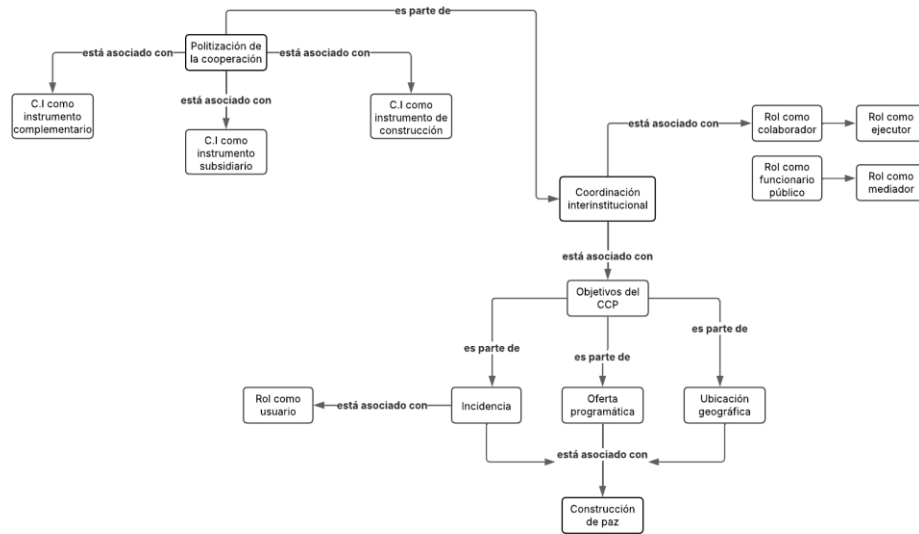 es parte de
Politización de
la cooperación
está asociado con
está asociado con
está asociado con
C.I como
instrumento
complementario
C.I como
instrumento
subsidiario
C.I como
instrumento de
construcción
está asociado con
Rol como
colaborador
Rol como
ejecutor
Rol como
funcionario
público
Rol como
mediador
Coordinación
interinstitucional
está asociado con
Objetivos del
CCP
es parte de
es parte de
es parte de
Rol como
usuario
está asociado con
Incidencia
Oferta
programática
Ubicación
geográfica
está asociado con
Construcción
de paz